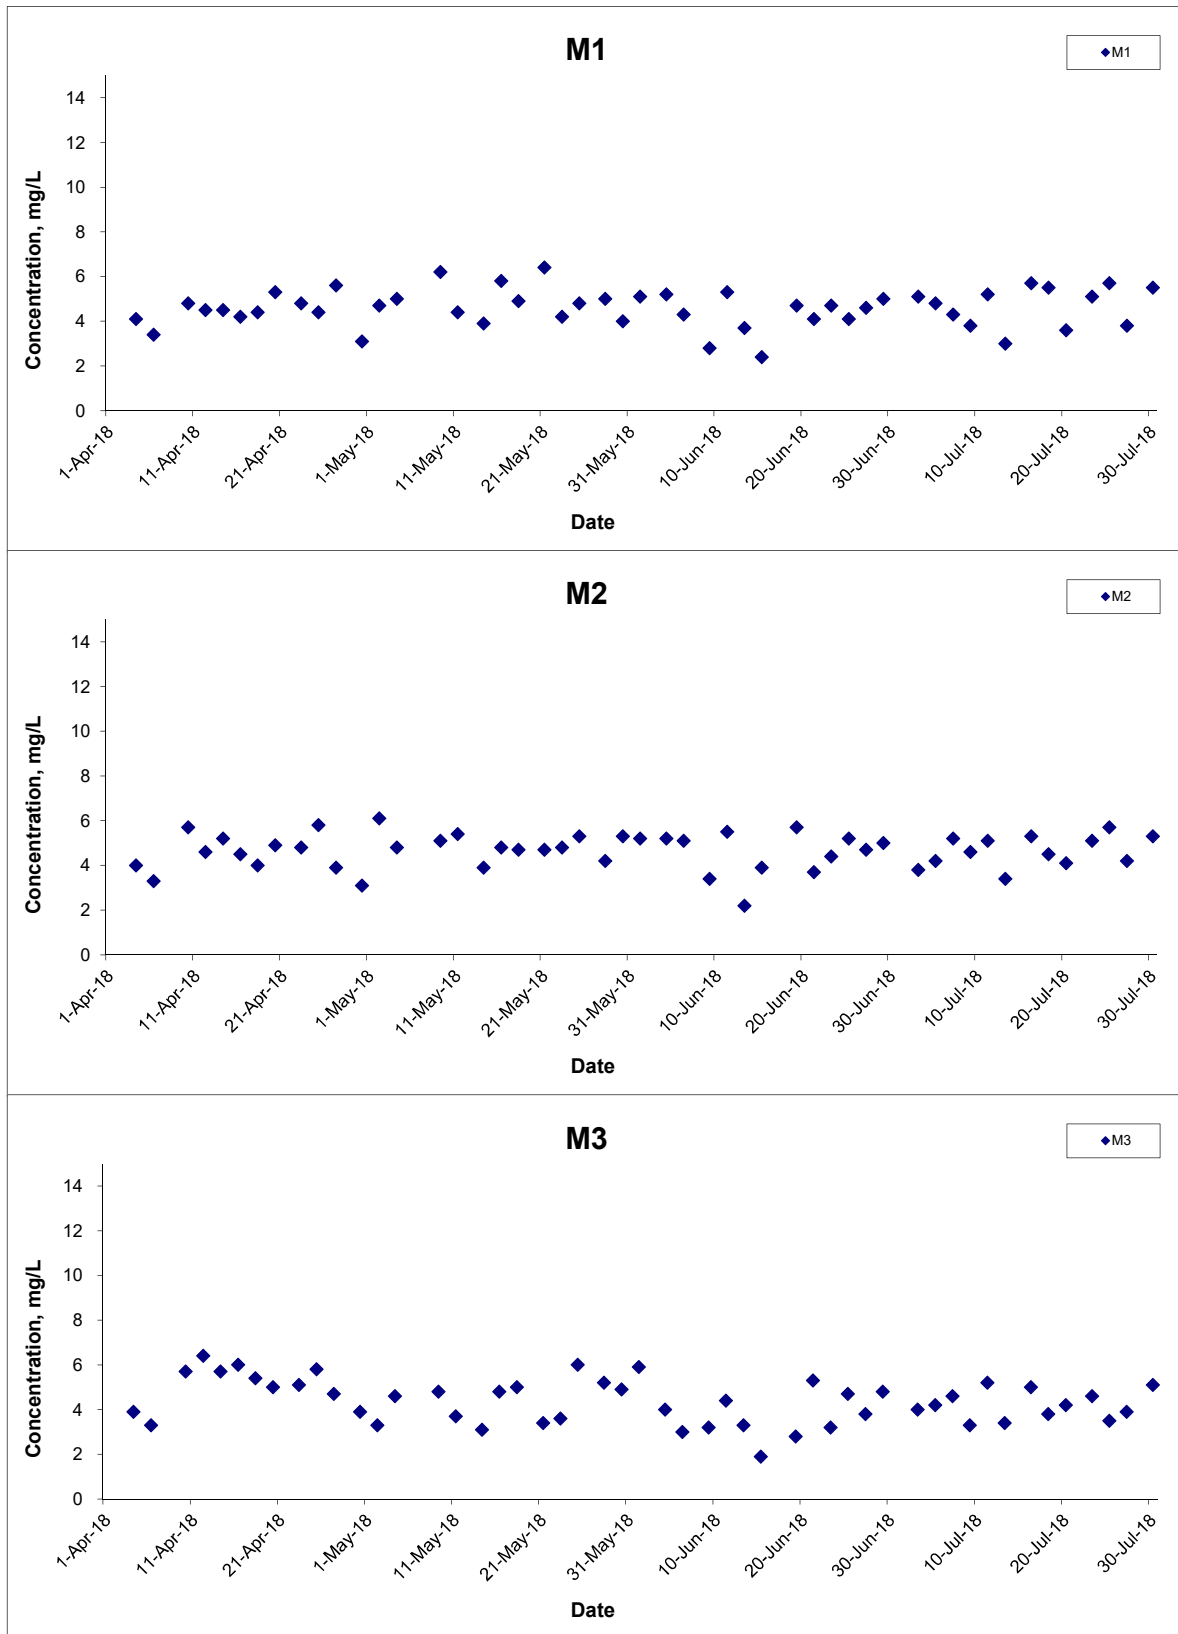 M1
M1
Concentration, mg/L
14
12
10
8
6
4
2
0
1-Apr-18
11-Apr-18
21-Apr-18
1-May-18
11-May-18
21-May-18
31-May-18
10-Jun-18
20-Jun-18
30-Jun-18
10-Jul-18
20-Jul-18
30-Jul-18
Date
M2
M2
Concentration, mg/L
14
12
10
8
6
4
2
0
1-Apr-18
11-Apr-18
21-Apr-18
1-May-18
11-May-18
21-May-18
31-May-18
10-Jun-18
20-Jun-18
30-Jun-18
10-Jul-18
20-Jul-18
30-Jul-18
Date
M3
M3
Concentration, mg/L
14
12
10
8
6
4
2
0
1-Apr-18
11-Apr-18
21-Apr-18
1-May-18
11-May-18
21-May-18
31-May-18
10-Jun-18
20-Jun-18
30-Jun-18
10-Jul-18
20-Jul-18
30-Jul-18
Date